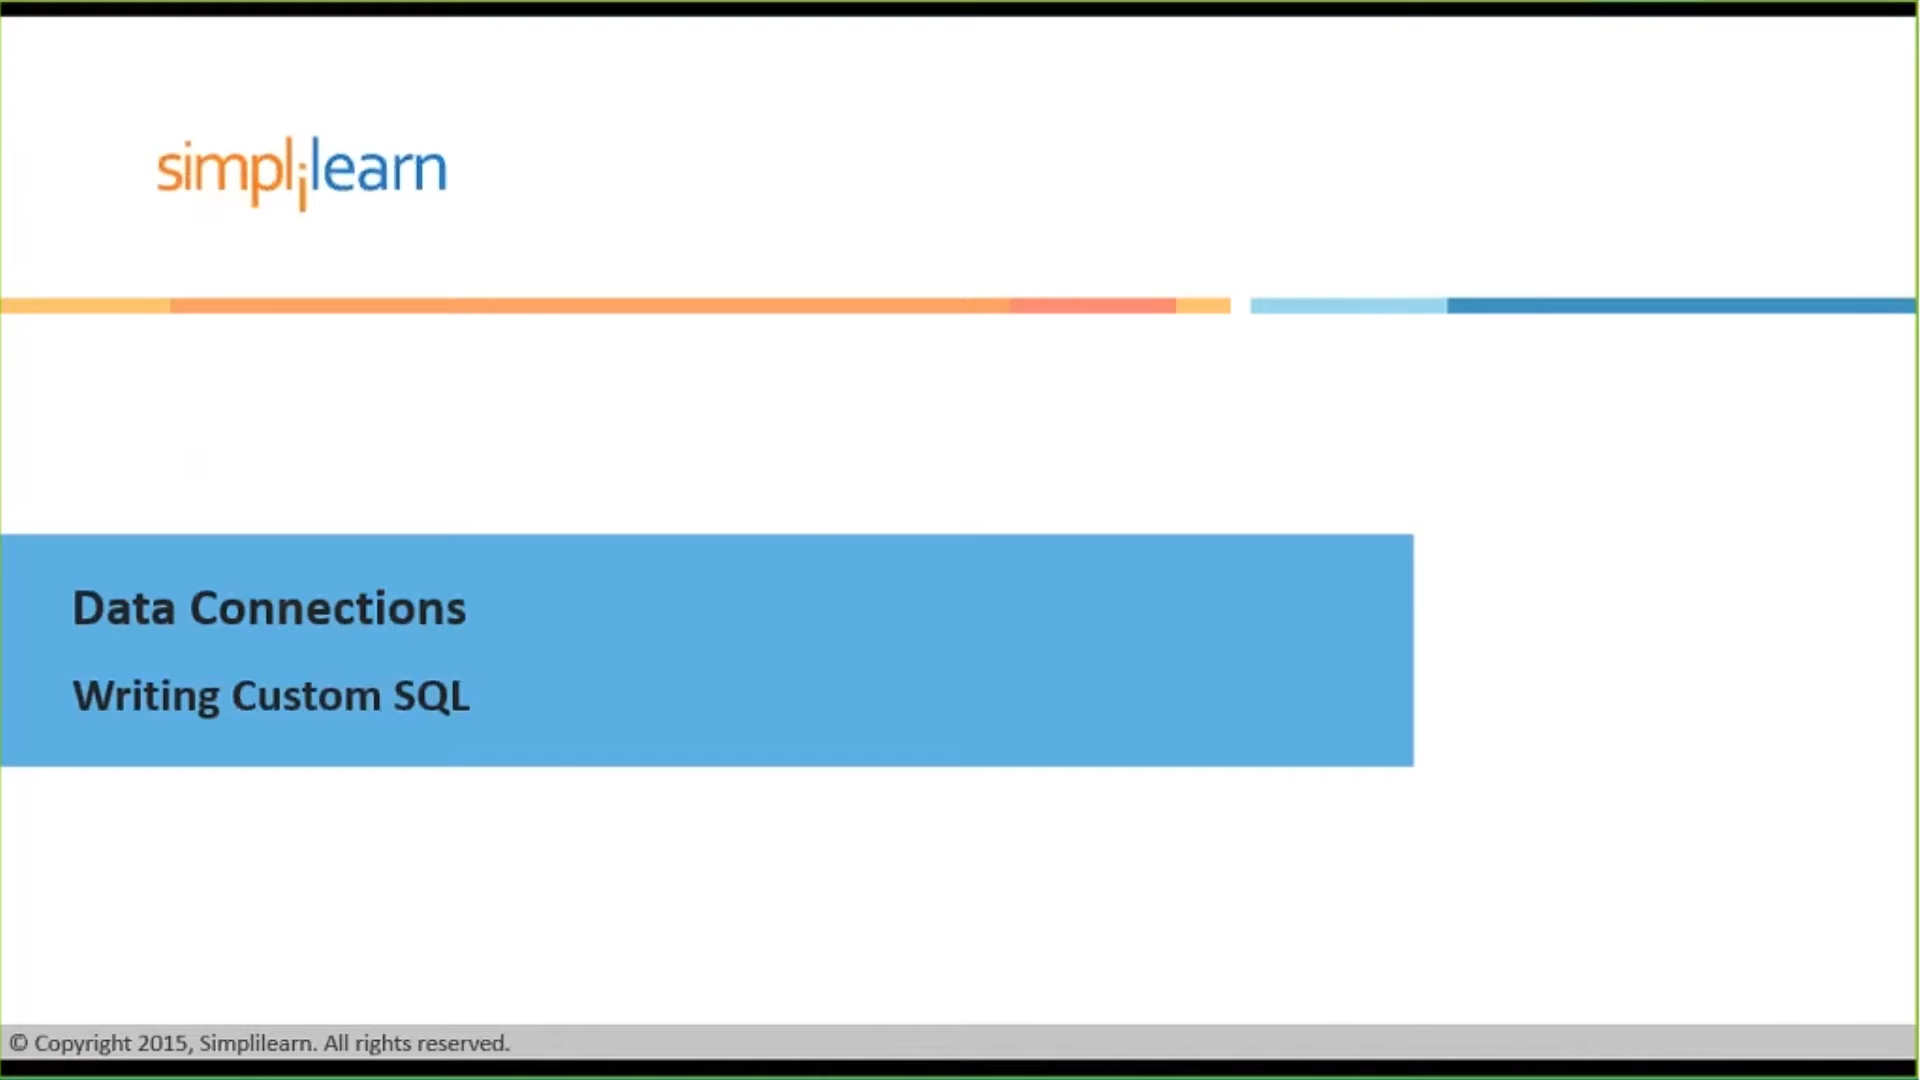 simplilearn
Data Connections
Writing Custom SQL
© Copyright 2015, Simplilearn. All rights reserved.